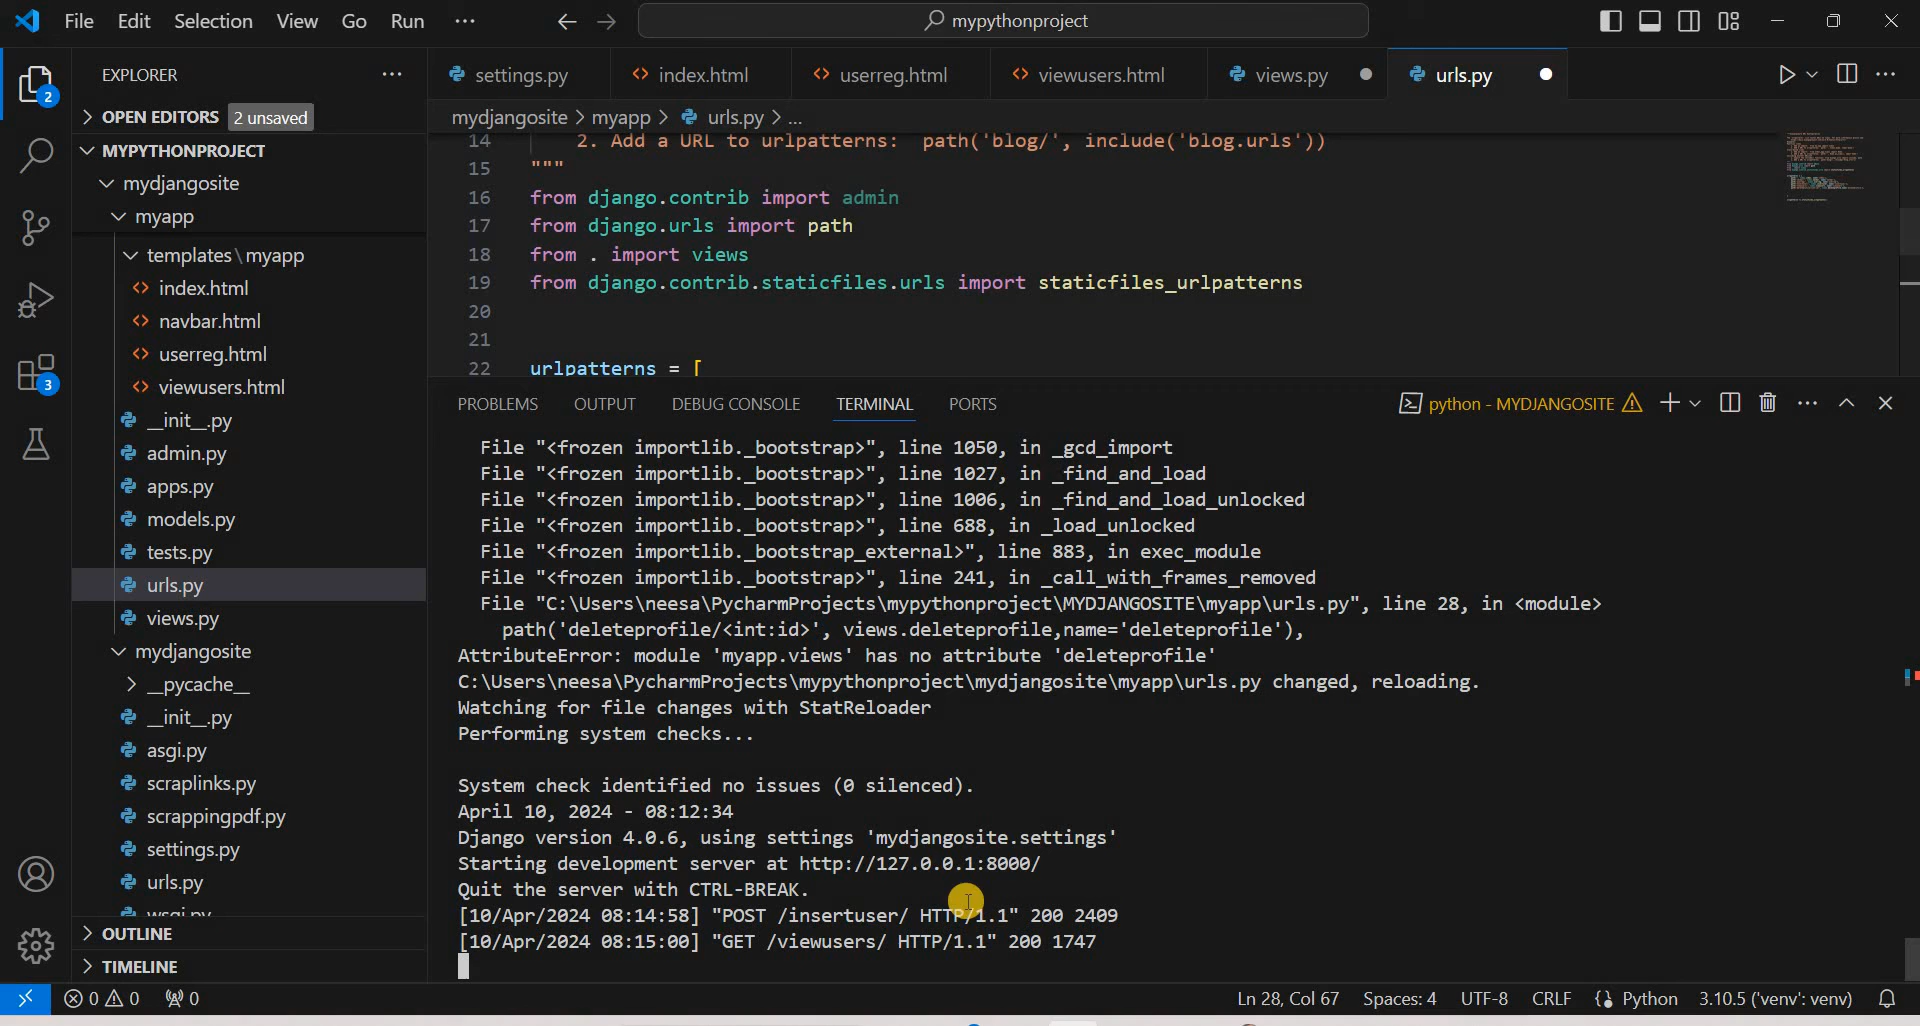 File Edit Selection View Go Run ... mypythonproject
EXPLORER ...
OPEN EDITORS 2 unsaved
MYPYTHONPROJECT
mydjangosite
myapp
templates\myapp
index.html
navbar.html
userreg.html
viewusers.html
__init__.py
admin.py
apps.py
models.py
tests.py
urls.py
views.py
mydjangosite
__pycache__
__init__.py
asgi.py
scraplinks.py
scrappingpdf.py
settings.py
urls.py
wsgi.py
OUTLINE
TIMELINE
2
3
settings.py index.html userreg.html viewusers.html views.py urls.py
mydjangosite > myapp > urls.py > ...
14 2. Add a URL to urlpatterns: path('blog/', include('blog.urls'))
15 """
16 from django.contrib import admin
17 from django.urls import path
18 from . import views
19 from django.contrib.staticfiles.urls import staticfiles_urlpatterns
20
21
22 urlpatterns = [
PROBLEMS OUTPUT DEBUG CONSOLE TERMINAL PORTS python - MYDJANGOSITE
File "<frozen importlib._bootstrap>", line 1050, in _gcd_import
File "<frozen importlib._bootstrap>", line 1027, in _find_and_load
File "<frozen importlib._bootstrap>", line 1006, in _find_and_load_unlocked
File "<frozen importlib._bootstrap>", line 688, in _load_unlocked
File "<frozen importlib._bootstrap_external>", line 883, in exec_module
File "<frozen importlib._bootstrap>", line 241, in _call_with_frames_removed
File "C:\Users\neesa\PycharmProjects\mypythonproject\MYDJANGOSITE\myapp\urls.py", line 28, in <module>
path('deleteprofile/<int:id>', views.deleteprofile,name='deleteprofile'),
AttributeError: module 'myapp.views' has no attribute 'deleteprofile'
C:\Users\neesa\PycharmProjects\mypythonproject\mydjangosite\myapp\urls.py changed, reloading.
Watching for file changes with StatReloader
Performing system checks...
System check identified no issues (0 silenced).
April 10, 2024 - 08:12:34
Django version 4.0.6, using settings 'mydjangosite.settings'
Starting development server at http://127.0.0.1:8000/
Quit the server with CTRL-BREAK.
[10/Apr/2024 08:14:58] "POST /insertuser/ HTTP/1.1" 200 2409
[10/Apr/2024 08:15:00] "GET /viewusers/ HTTP/1.1" 200 1747
0 0 0 Ln 28, Col 67 Spaces: 4 UTF-8 CRLF Python 3.10.5 ('venv': venv)